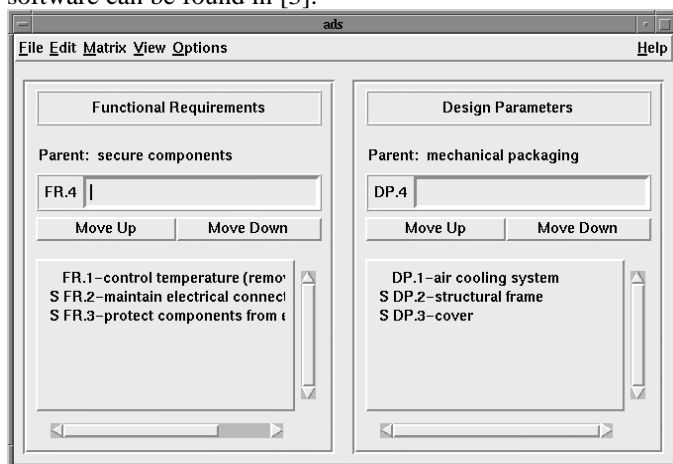 software can be found in [3].
ads
File Edit Matrix View Options Help
Functional Requirements
Parent: secure components
FR.4
Move Up Move Down
FR.1-control temperature (remo
S FR.2-maintain electrical connect
S FR.3-protect components from e
Design Parameters
Parent: mechanical packaging
DP.4
Move Up Move Down
DP.1-air cooling system
S DP.2-structural frame
S DP.3-cover